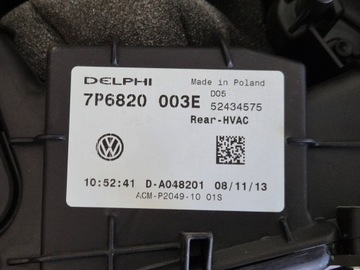 DELPHI Made in Poland
7P6820 003E D05
52434575
Rear-HVAC
10:52:41 D-A048201 08/11/13
ACM-P2049-10 01S